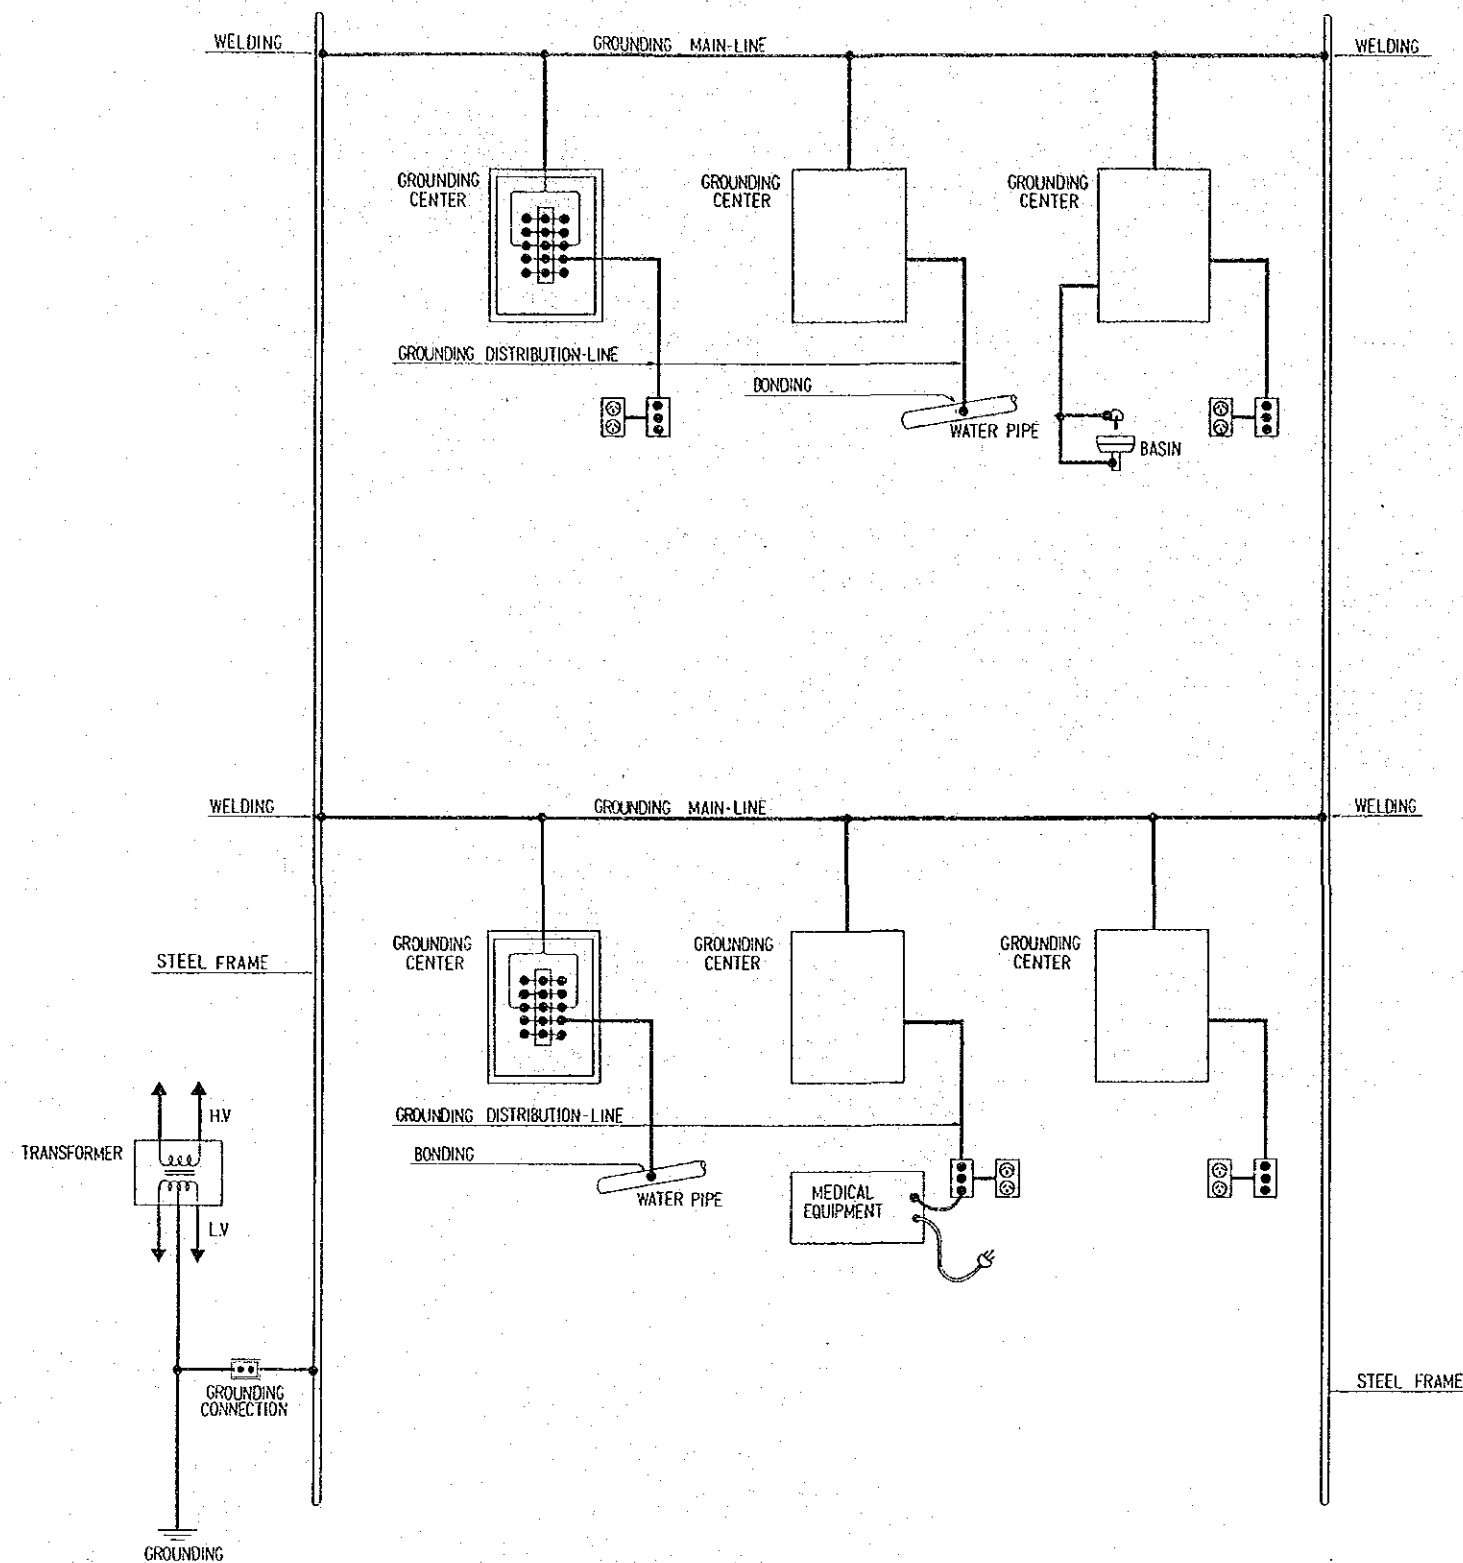 WELDING
GROUNDING MAIN-LINE
WELDING
GROUNDING
CENTER
GROUNDING
CENTER
GROUNDING
CENTER
GROUNDING DISTRIBUTION-LINE
BONDING
WATER PIPE
BASIN
WELDING
GROUNDING MAIN-LINE
WELDING
GROUNDING
CENTER
GROUNDING
CENTER
GROUNDING
CENTER
STEEL FRAME
H.V
GROUNDING DISTRIBUTION-LINE
TRANSFORMER
BONDING
WATER PIPE
MEDICAL
EQUIPMENT
L.V
GROUNDING
CONNECTION
STEEL FRAME
GROUNDING